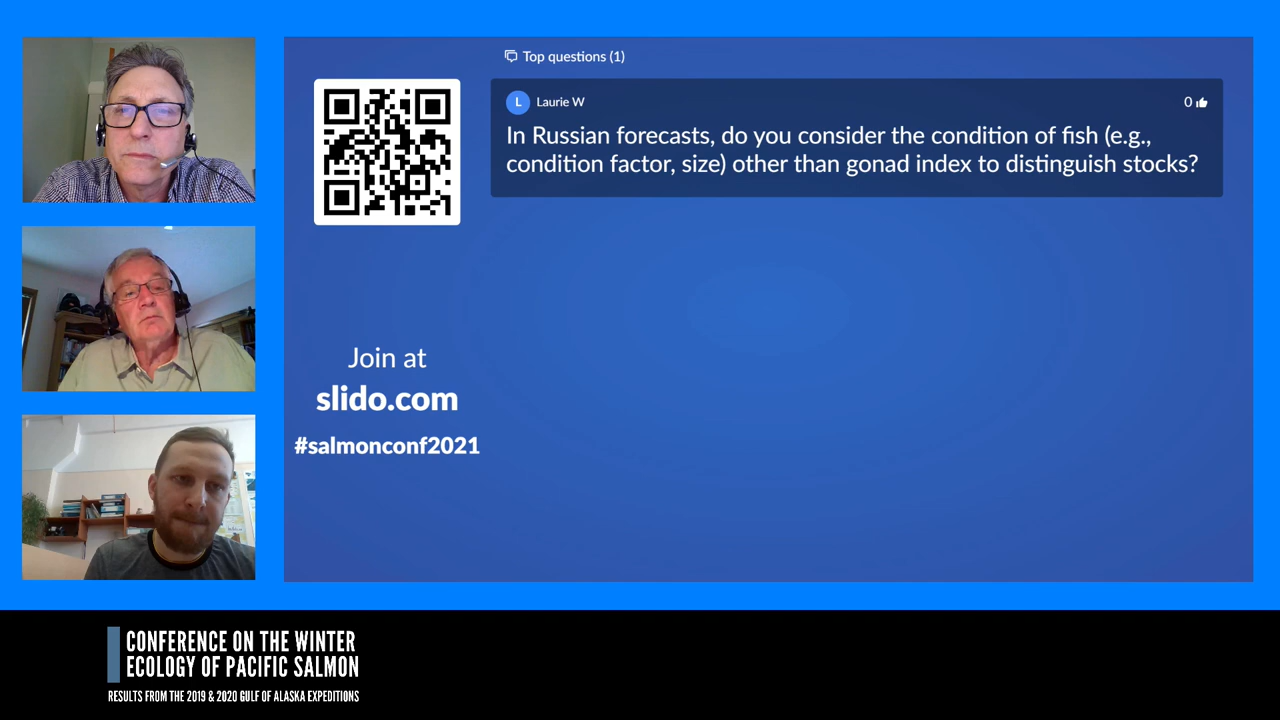 Top questions (1)
L
Laurie W
0
In Russian forecasts, do you consider the condition of fish (e.g.,
condition factor, size) other than gonad index to distinguish stocks?
Join at
slido.com
#salmonconf2021
CONFERENCE ON THE WINTER
ECOLOGY OF PACIFIC SALMON
RESULTS FROM THE 2019 & 2020 GULF OF ALASKA EXPEDITIONS